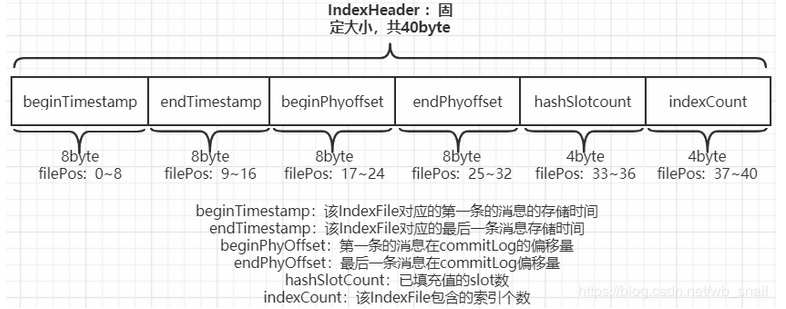 IndexHeader ：固
定大小，共40byte
beginTimestamp endTimestamp beginPhyoffset endPhyoffset hashSlotcount indexCount
8byte 8byte 8byte 8byte 4byte 4byte
filePos: 0~8 filePos: 9~16 filePos: 17~24 filePos: 25~32 filePos: 33~36 filePos: 37~40
beginTimestamp：该IndexFile对应的第一条的消息的存储时间
endTimestamp：该IndexFile对应的最后一条消息存储时间
beginPhyOffset：第一条的消息在commitLog的偏移量
endPhyOffset：最后一条消息在commitLog偏移量
hashSlotCount：已填充值的slot数
indexCount：该IndexFile包含的索引个数
https://blog.csdn.net/wb_snail